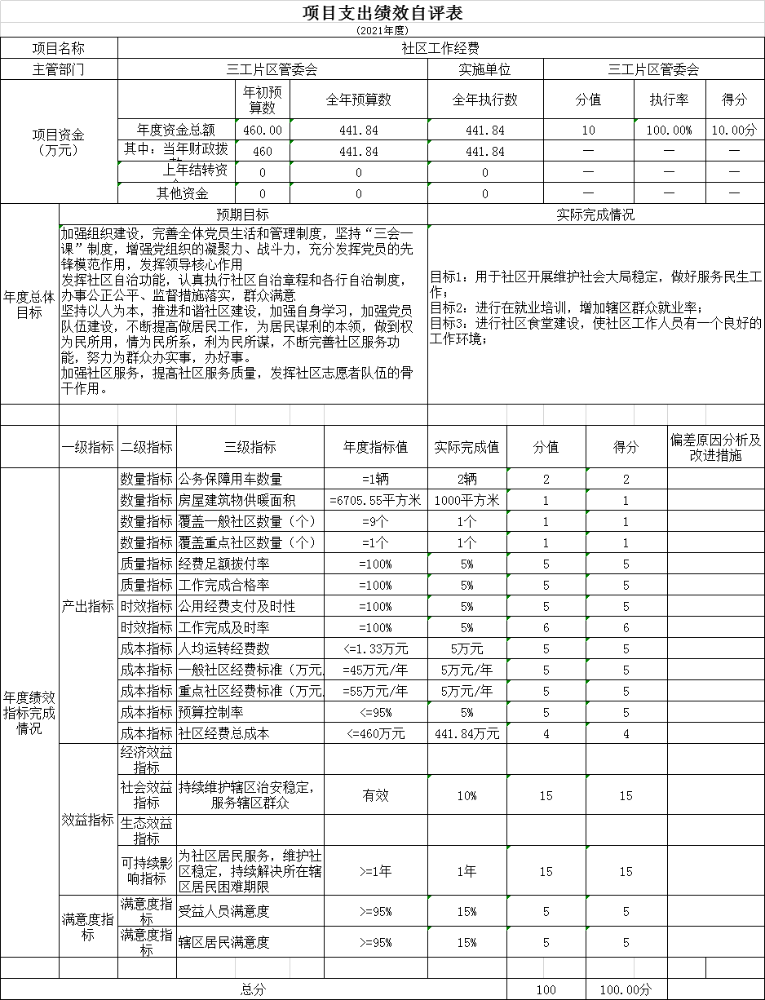 项目支出绩效自评表
(2021年度)
项目名称 社区工作经费
主管部门 三工片区管委会 实施单位 三工片区管委会
项目资金
（万元）
年初预算数 全年预算数 全年执行数 分值 执行率 得分
年度资金总额 460.00 441.84 441.84 10 100.00% 10.00分
其中：当年财政拨 460 441.84 441.84 — — —
上年结转资 0 0 0 — — —
其他资金 0 0 0 — — —
年度总体目标
预期目标 实际完成情况
加强组织建设，完善全体党员生活和管理制度，坚持“三会一
课”制度，增强党组织的凝聚力、战斗力，充分发挥党员的先
锋模范作用，发挥领导核心作用
发挥社区自治功能，认真执行社区自治章程和各行自治制度，
办事公正公平、监督措施落实，群众满意
坚持以人为本，推进和谐社区建设，加强自身学习，加强党员
队伍建设，不断提高做居民工作，为居民谋利的本领，做到权
为民所用，情为民所系，利为民所谋，不断完善社区服务功
能，努力为群众办实事，办好事。
加强社区服务，提高社区服务质量，发挥社区志愿者队伍的骨
干作用。
目标1：用于社区开展维护社会大局稳定，做好服务民生工
作；
目标2：进行在就业培训，增加辖区群众就业率；
目标3：进行社区食堂建设，使社区工作人员有一个良好的
工作环境；
年度绩效指标完成情况
一级指标 二级指标 三级指标 年度指标值 实际完成值 分值 得分 偏差原因分析及改进措施
产出指标
数量指标 公务保障用车数量 =1辆 2辆 2 2
数量指标 房屋建筑物供暖面积 =6705.55平方米 1000平方米 1 1
数量指标 覆盖一般社区数量（个） =9个 1个 1 1
数量指标 覆盖重点社区数量（个） =1个 1个 1 1
质量指标 经费足额拨付率 =100% 5% 5 5
质量指标 工作完成合格率 =100% 5% 5 5
时效指标 公用经费支付及时性 =100% 5% 5 5
时效指标 工作完成及时率 =100% 5% 6 6
成本指标 人均运转经费数 <=1.33万元 5万元 5 5
成本指标 一般社区经费标准（万元 =45万元/年 5万元/年 5 5
成本指标 重点社区经费标准（万元 =55万元/年 5万元/年 5 5
成本指标 预算控制率 <=95% 5% 5 5
成本指标 社区经费总成本 <=460万元 441.84万元 4 4
效益指标
经济效益指标
社会效益指标 持续维护辖区治安稳定，服务辖区群众 有效 10% 15 15
生态效益指标
可持续影响指标 为社区居民服务，维护社区稳定，持续解决所在辖区居民困难期限 >=1年 1年 15 15
满意度指标
满意度指标 受益人员满意度 >=95% 15% 5 5
满意度指标 辖区居民满意度 >=95% 15% 5 5
总分 100 100.00分